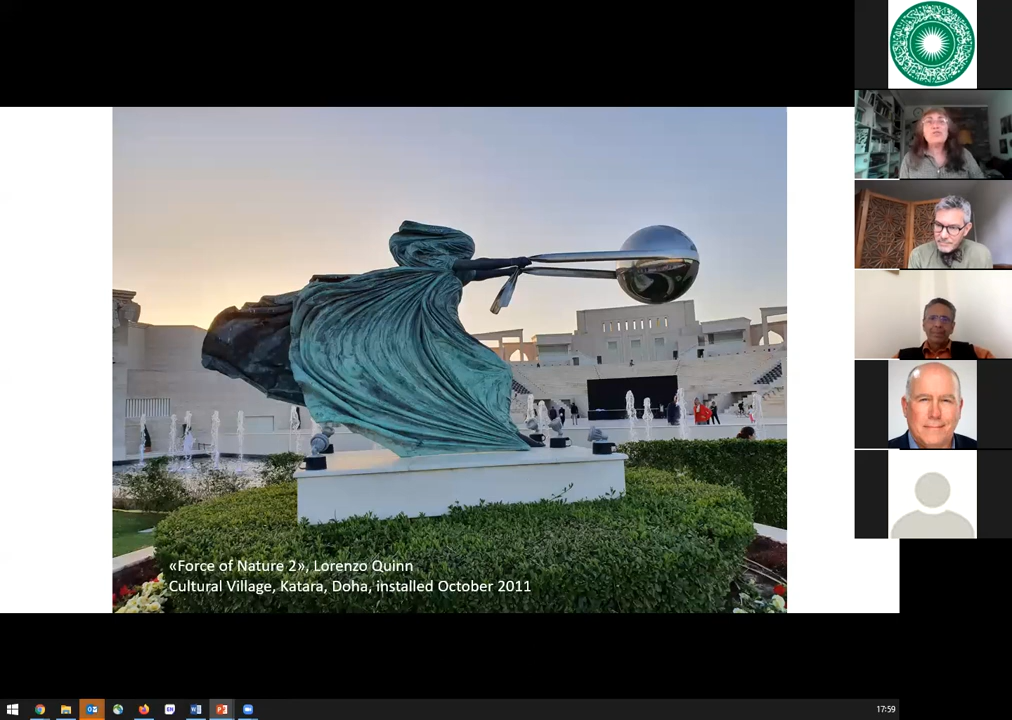 «Force of Nature 2», Lorenzo Quinn
Cultural Village, Katara, Doha, installed October 2011
17:59